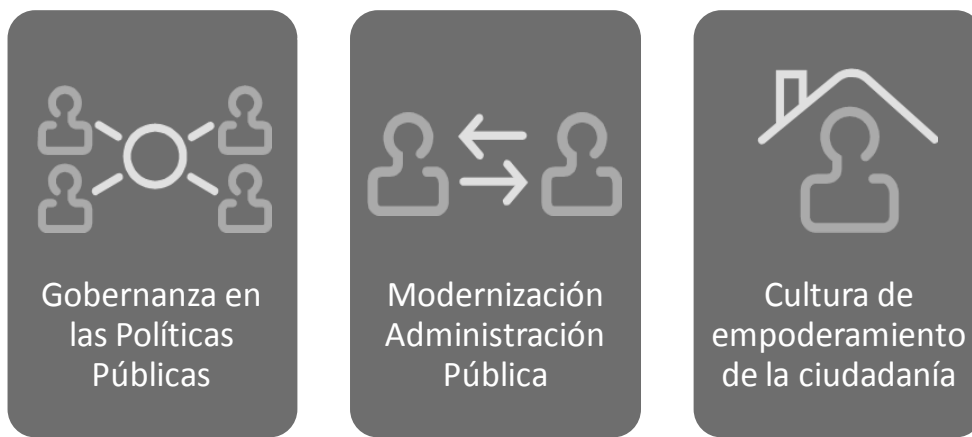 Gobernanza en
las Políticas
Públicas
Modernización
Administración
Pública
Cultura de
empoderamiento
de la ciudadanía